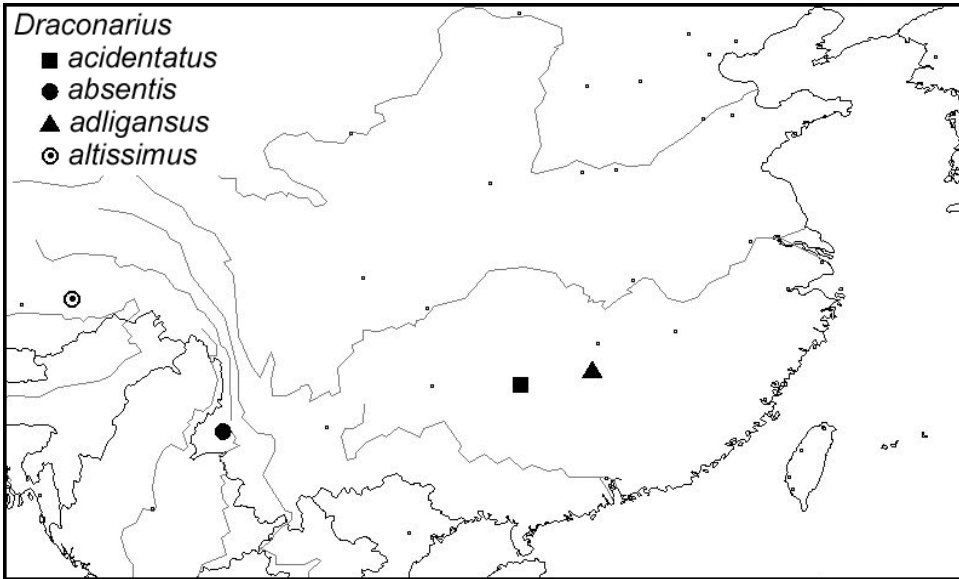 Draconarius
acidentatus
absentis
adligansus
altissimus